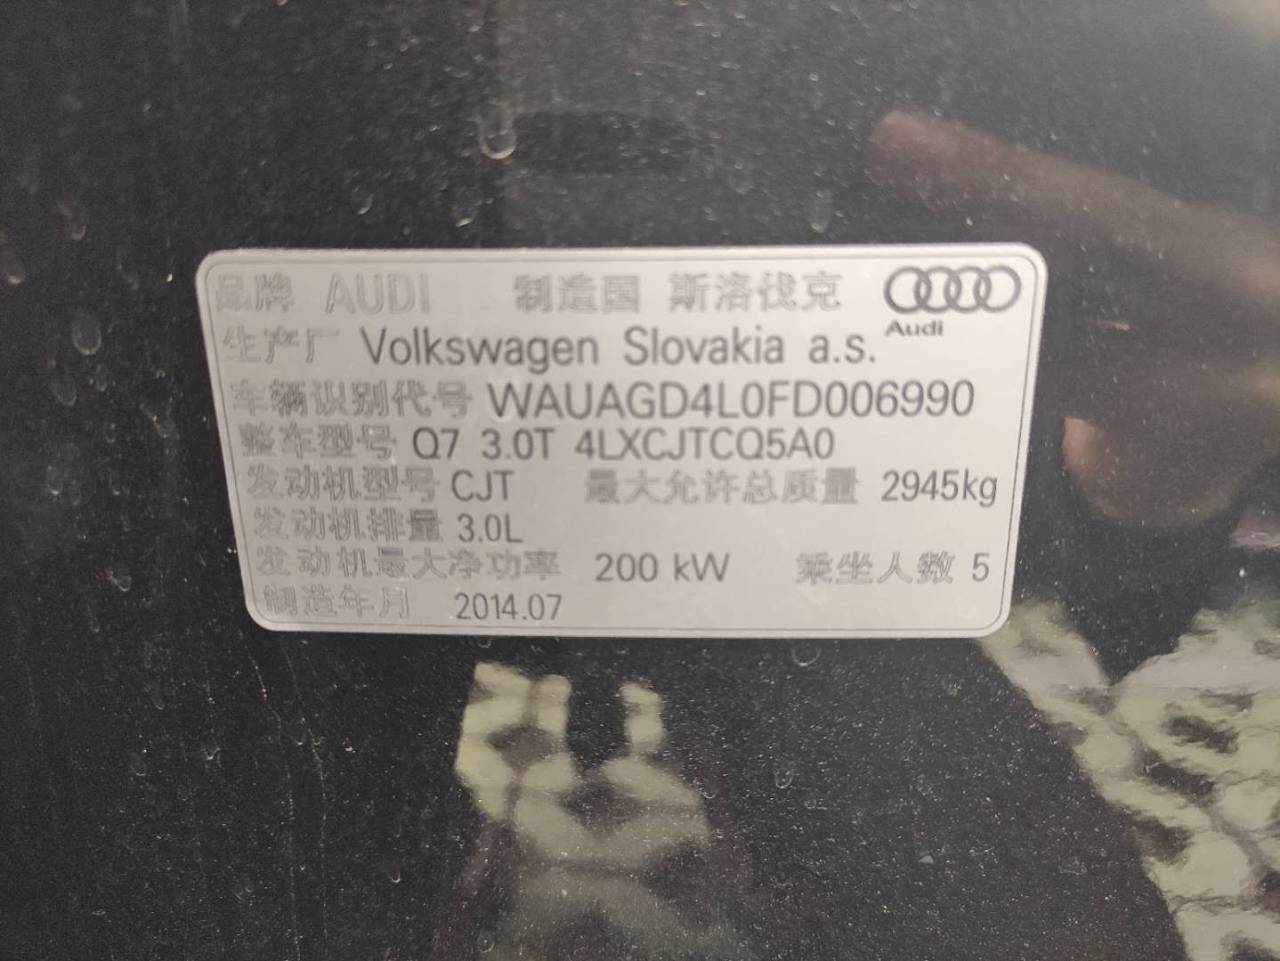 品牌 AUDI 制造国 斯洛伐克
Audi
生产厂 Volkswagen Slovakia a.s.
车辆识别代号 WAUAGD4L0FD006990
整车型号 Q7 3.0T 4LXCJTCQ5A0
发动机型号 CJT 最大允许总质量 2945kg
发动机排量 3.0L
发动机最大净功率 200 kW 乘坐人数 5
制造年月 2014.07